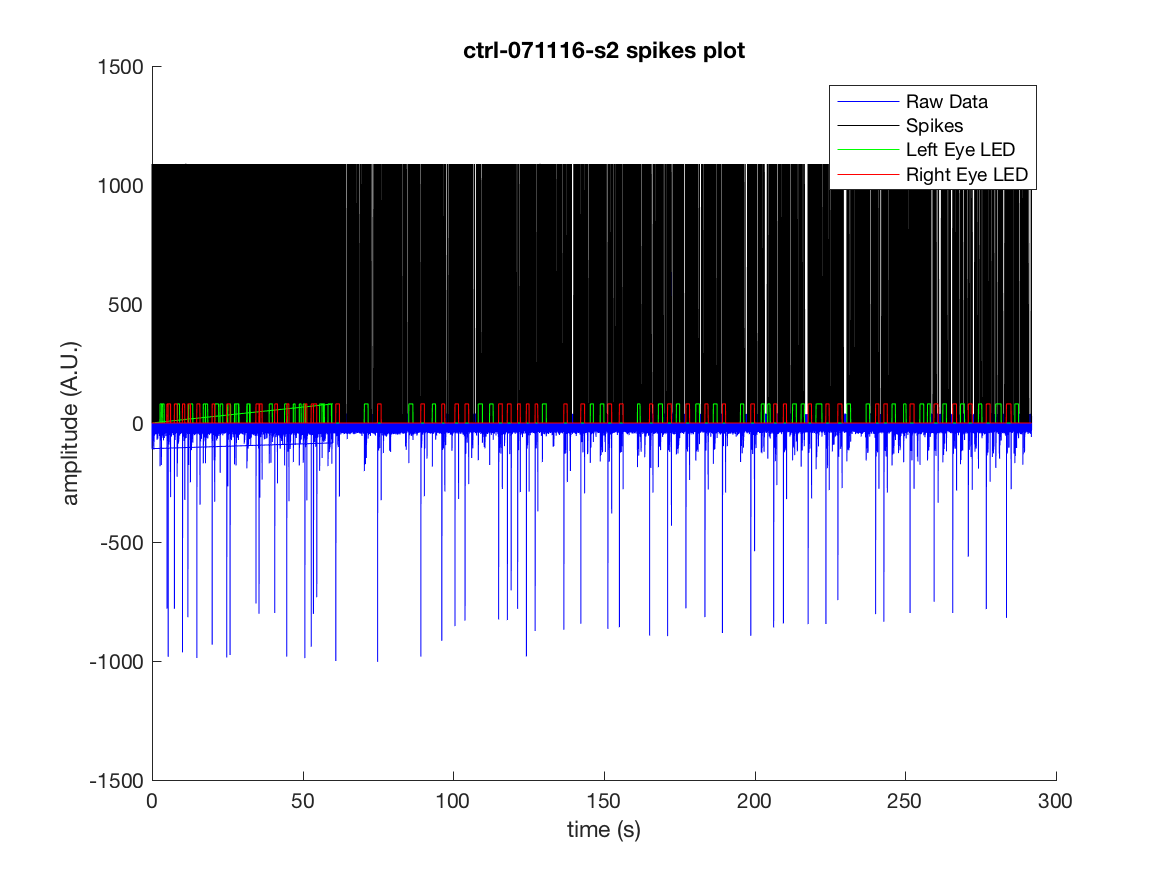 ctrl-071116-s2 spikes plot
1500
1000
500
0
-500
-1000
-1500
amplitude (A.U.)
Raw Data
Spikes
Left Eye LED
Right Eye LED
0 50 100 150 200 250 300
time (s)